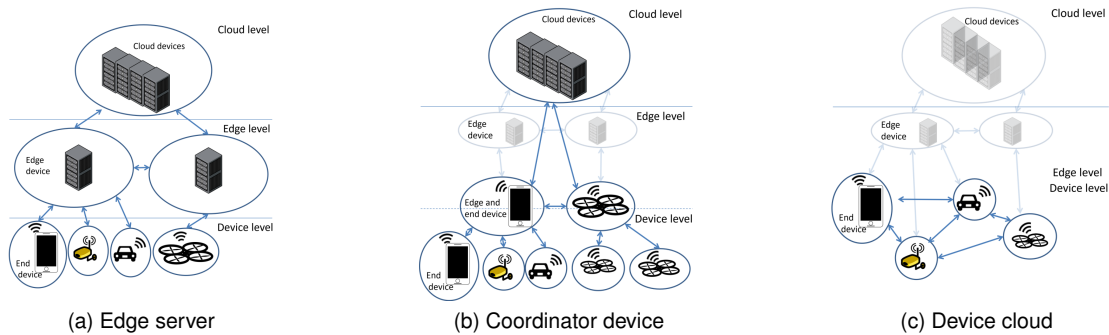 Cloud level
Cloud devices
Edge level
Edge
device
Device level
End
device
(a) Edge server
Cloud level
Cloud devices
Edge level
Edge
device
Edge and
end device
Device level
End
device
(b) Coordinator device
Cloud level
Cloud devices
Edge device
Edge level
Device level
End
device
(c) Device cloud